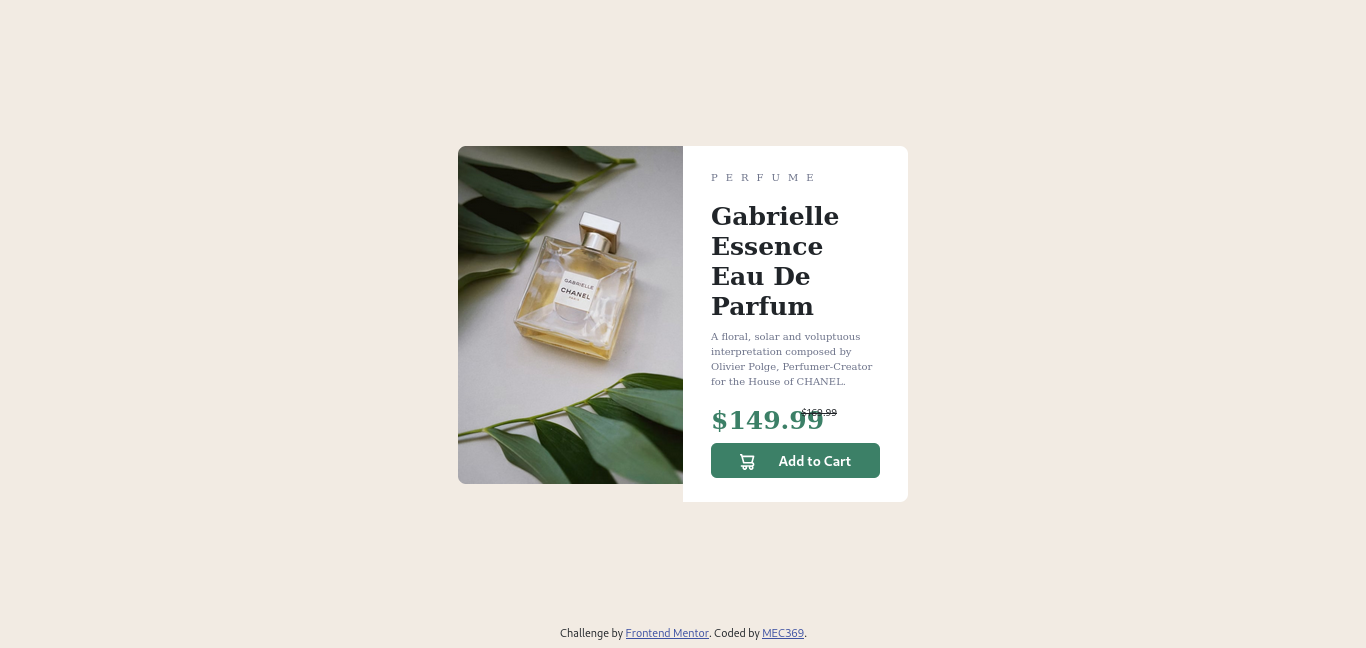 GABRIELLE
CHANEL
PERFUME
Gabrielle
Essence
Eau De
Parfum
A floral, solar and voluptuous
interpretation composed by
Olivier Polge, Perfumer-Creator
for the House of CHANEL.
$149.99
$169.99
Add to Cart
Challenge by Frontend Mentor. Coded by MEC369.